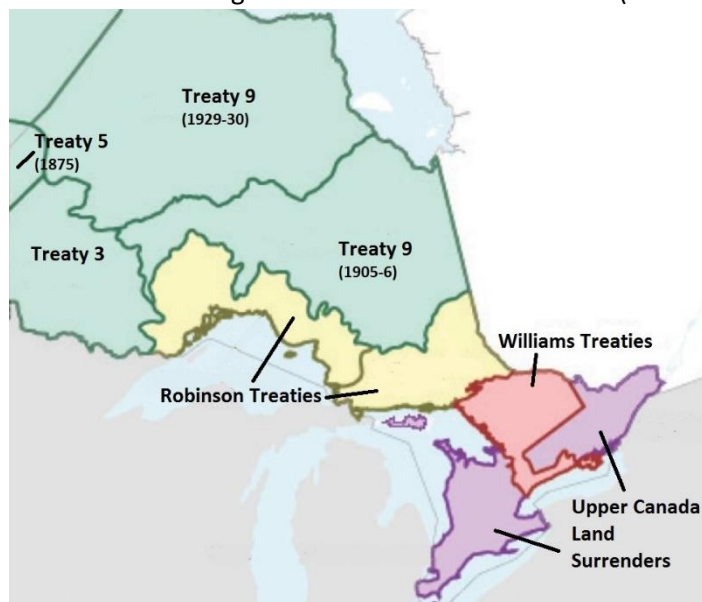 Treaty 9
(1929-30)
Treaty 5
(1875)
Treaty 3
Treaty 9
(1905-6)
Williams Treaties
Robinson Treaties
Upper Canada
Land
Surrenders